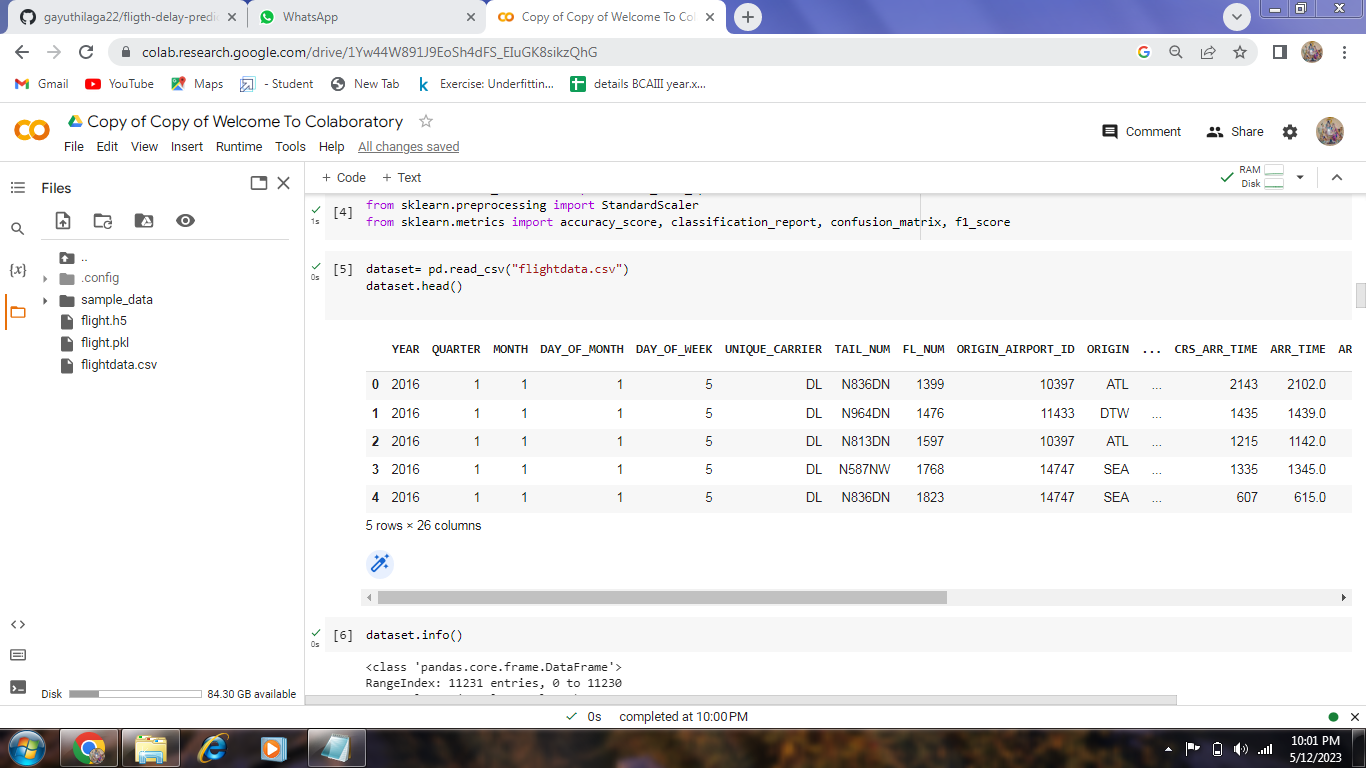 gayuthilaga22/fligth-delay-predi
WhatsApp
Copy of Copy of Welcome To Col
colab.research.google.com/drive/1Yw44W891J9EoSh4dFS_EIuGK8sikzQhG
Gmail YouTube Maps - Student New Tab Exercise: Underfittin... details BCAIII year.x...
Copy of Copy of Welcome To Colaboratory
Comment Share
File Edit View Insert Runtime Tools Help All changes saved
Files
+ Code + Text
RAM
Disk
..
.config
sample_data
flight.h5
flight.pkl
flightdata.csv
Disk 84.30 GB available
[4] from sklearn.preprocessing import StandardScaler
1s
from sklearn.metrics import accuracy_score, classification_report, confusion_matrix, f1_score
[5] dataset= pd.read_csv("flightdata.csv")
0s
dataset.head()
YEAR QUARTER MONTH DAY_OF_MONTH DAY_OF_WEEK UNIQUE_CARRIER TAIL_NUM FL_NUM ORIGIN_AIRPORT_ID ORIGIN ... CRS_ARR_TIME ARR_TIME AR
0 2016 1 1 1 5 DL N836DN 1399 10397 ATL ... 2143 2102.0
1 2016 1 1 1 5 DL N964DN 1476 11433 DTW ... 1435 1439.0
2 2016 1 1 1 5 DL N813DN 1597 10397 ATL ... 1215 1142.0
3 2016 1 1 1 5 DL N587NW 1768 14747 SEA ... 1335 1345.0
4 2016 1 1 1 5 DL N836DN 1823 14747 SEA ... 607 615.0
5 rows × 26 columns
[6] dataset.info()
0s
<class 'pandas.core.frame.DataFrame'>
RangeIndex: 11231 entries, 0 to 11230
0s completed at 10:00 PM
10:01 PM
5/12/2023